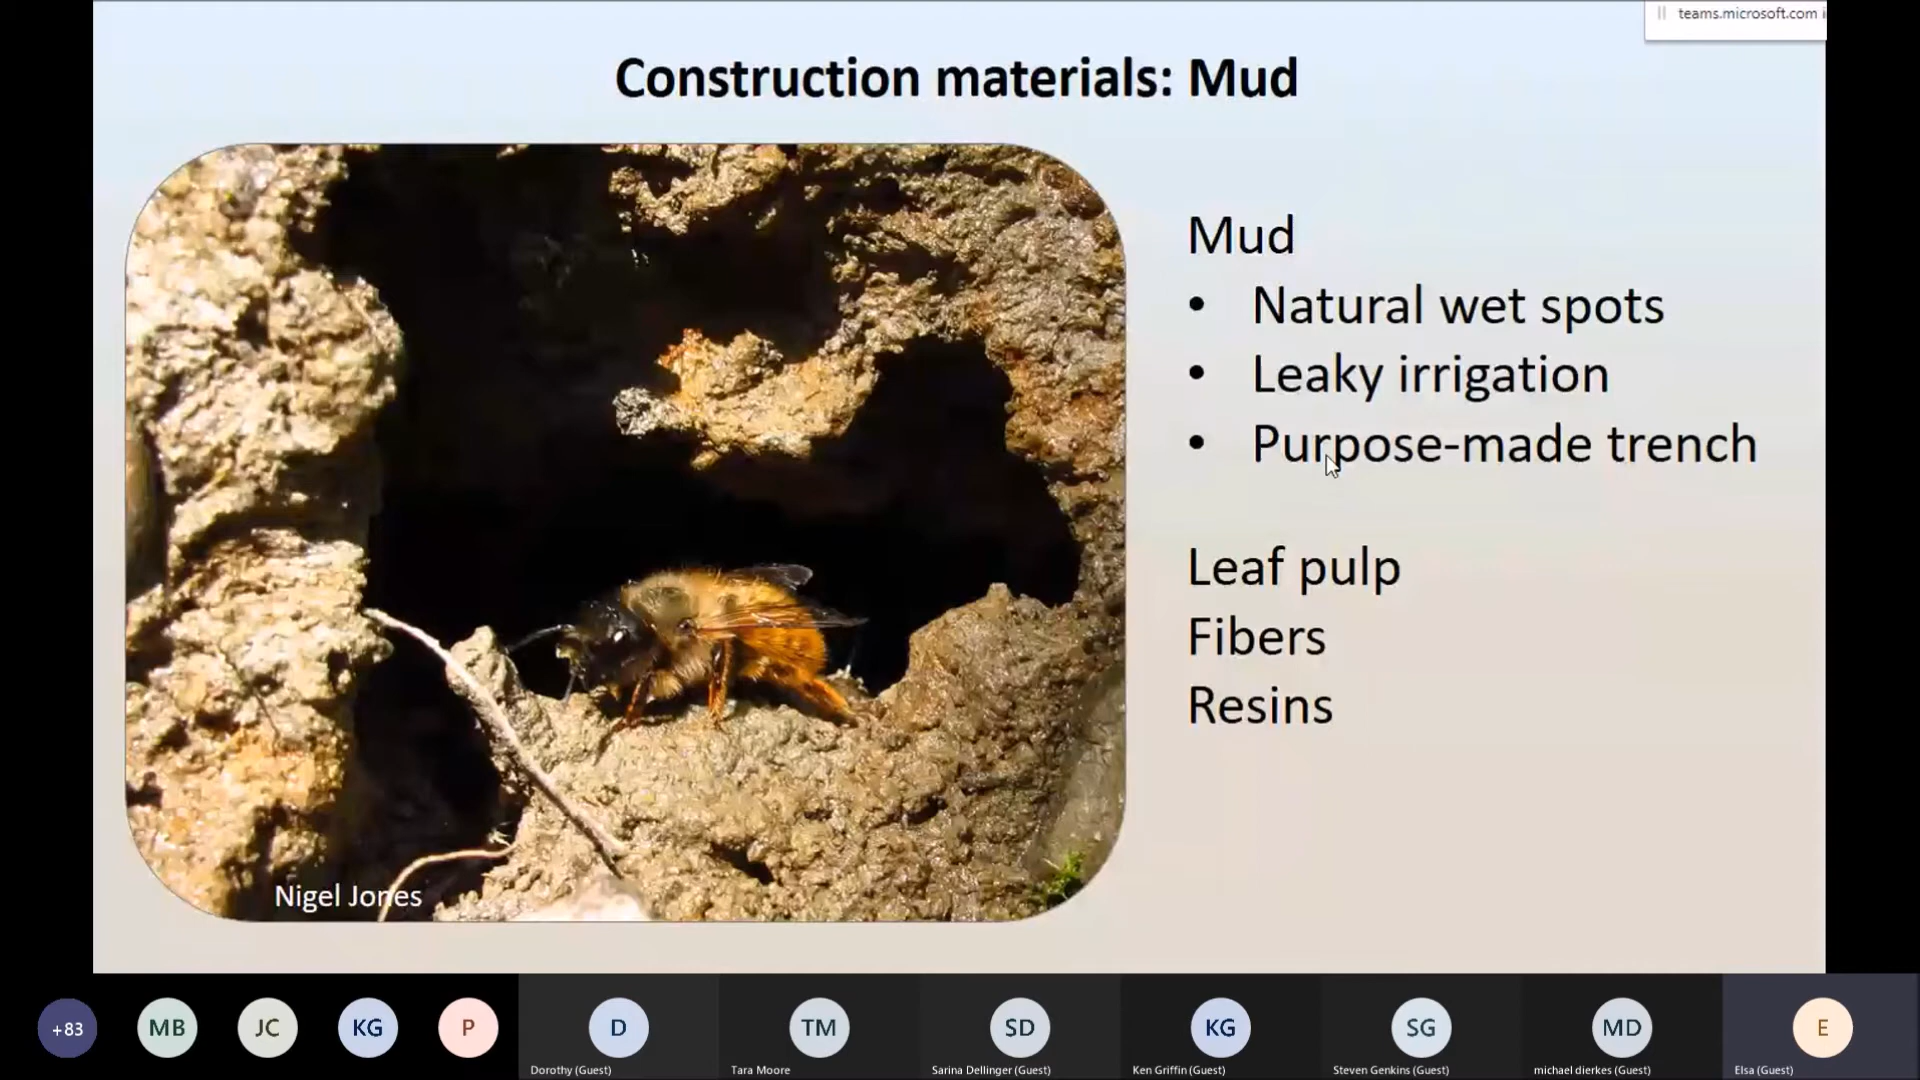 teams.microsoft.com
Construction materials: Mud
Mud
• Natural wet spots
• Leaky irrigation
• Purpose-made trench
Leaf pulp
Fibers
Resins
Nigel Jones
+83
MB
JC
KG
P
D
TM
SD
KG
SG
MD
E
Dorothy (Guest)
Tara Moore
Sarina Dellinger (Guest)
Ken Griffin (Guest)
Steven Genkins (Guest)
michael dierkes (Guest)
Elsa (Guest)